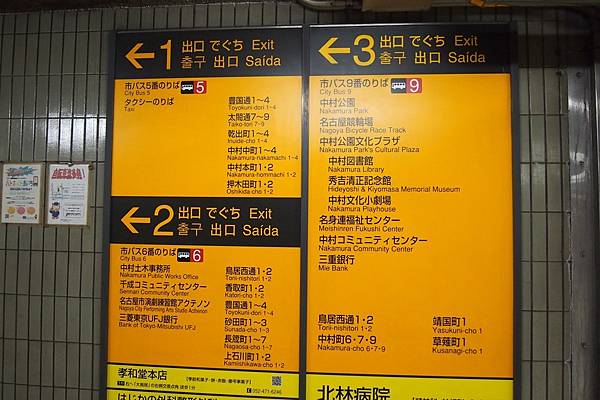 ←1 出口 でぐち Exit
출구 出口 Saída
市バス5番のりば 5
City Bus 5
タクシーのりば
Taxi
豊国通1～4
Toyokuni-dori 1~4
太閤通7～9
Taiko-tori 7~9
乾出町1～4
Inuide-cho 1~4
中村中町1～4
Nakamura-nakamachi 1~4
中村本町1・2
Nakamura-hommachi 1・2
押木田町1・2
Oshikida-cho 1・2
←2 出口 でぐち Exit
출구 出口 Saída
市バス6番のりば 6
City Bus 6
中村土木事務所
Nakamura Public Works Office
千成コミュニティセンター
Sennari Community Center
名古屋市演劇練習館アクテノン
Nagoya City Performing Arts Studio Actenon
三菱東京UFJ銀行
Bank of Tokyo-Mitsubishi UFJ
鳥居西通1・2
Torii-nishitori 1・2
香取町1・2
Katori-cho 1・2
豊国通1～4
Toyokuni-dori 1~4
砂田町1～3
Sunada-cho 1~3
長筬町1～7
Nagaosa-cho 1~7
上石川町1・2
Kamiishikawa-cho 1・2
孝和堂本店
☎052-471-6246
←3 出口 でぐち Exit
출구 出口 Saída
市バス9番のりば 9
City Bus 9
中村公園
Nakamura Park
名古屋競輪場
Nagoya Bicycle Race Track
中村公園文化プラザ
Nakamura Park's Cultural Plaza
中村図書館
Nakamura Library
秀吉清正記念館
Hideyoshi & Kiyomasa Memorial Museum
中村文化小劇場
Nakamura Playhouse
名身連福祉センター
Meishinren Fukushi Center
中村コミュニティセンター
Nakamura Community Center
三重銀行
Mie Bank
鳥居西通1・2
Torii-nishitori 1・2
中村町6・7・9
Nakamura-cho 6・7・9
靖国町1
Yasukuni-cho 1
草薙町1
Kusanagi-cho 1
北林病院